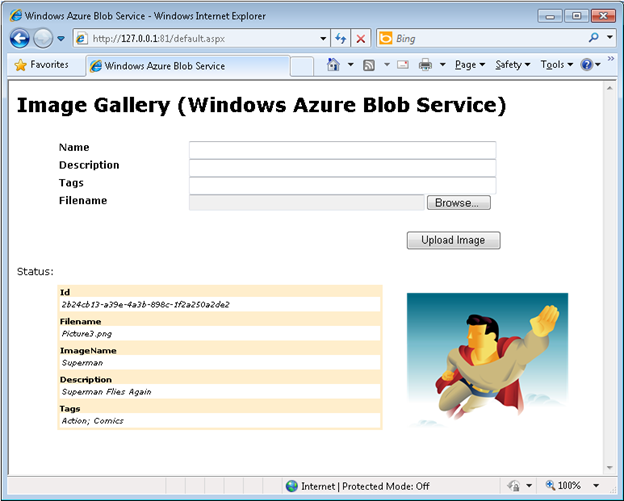 Windows Azure Blob Service - Windows Internet Explorer
http://127.0.0.1:81/default.aspx
Bing
Favorites
Windows Azure Blob Service
Page
Safety
Tools
Image Gallery (Windows Azure Blob Service)
Name
Description
Tags
Filename
Browse...
Upload Image
Status:
Id
2b24cb13-a39e-4a3b-898c-1f2a250a2de2
Filename
Picture3.png
ImageName
Superman
Description
Superman Flies Again
Tags
Action; Comics
Internet | Protected Mode: Off
100%